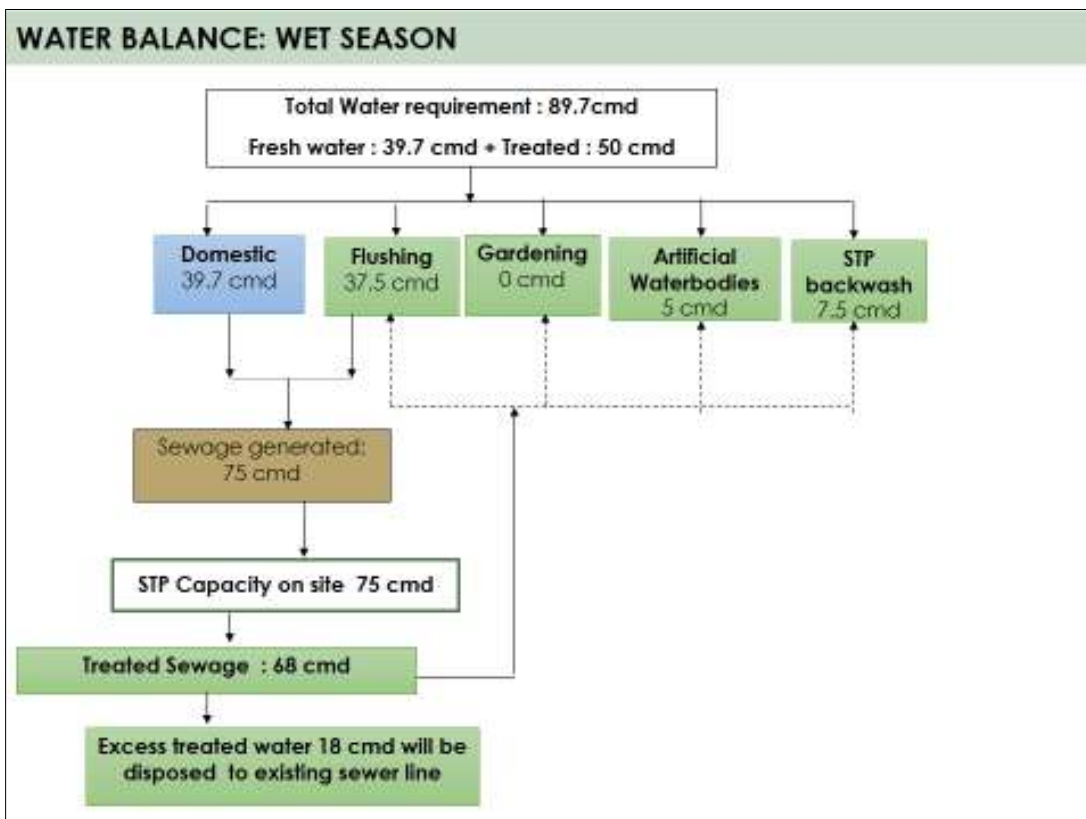 WATER BALANCE: WET SEASON
Total Water requirement : 89.7cmd
Fresh water : 39.7 cmd + Treated : 50 cmd
Domestic
39.7 cmd
Flushing
37.5 cmd
Gardening
0 cmd
Artificial
Waterbodies
5 cmd
STP
backwash
7.5 cmd
Sewage generated:
75 cmd
STP Capacity on site 75 cmd
Treated Sewage : 68 cmd
Excess treated water 18 cmd will be
disposed to existing sewer line